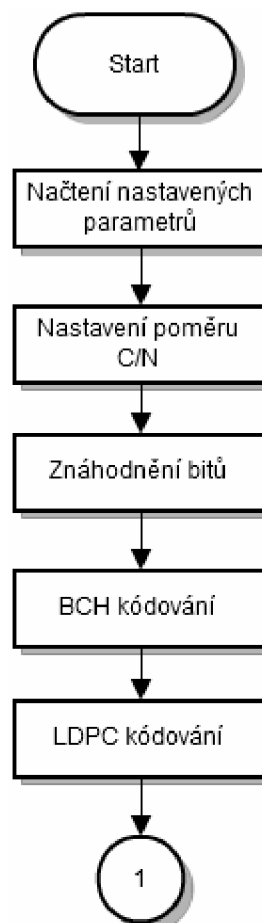 Start
Načtení nastavených
parametrů
Nastavení poměru
C/N
Znáhodnění bitů
BCH kódování
LDPC kódování
1